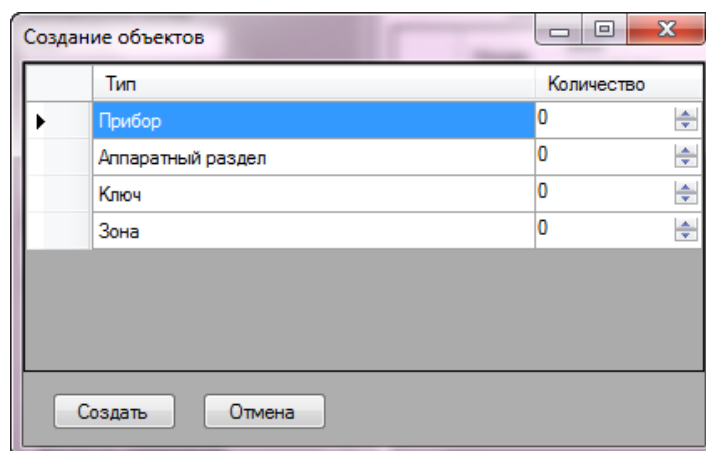 Создание объектов
Тип Количество
Прибор 0
Аппаратный раздел 0
Ключ 0
Зона 0
Создать Отмена